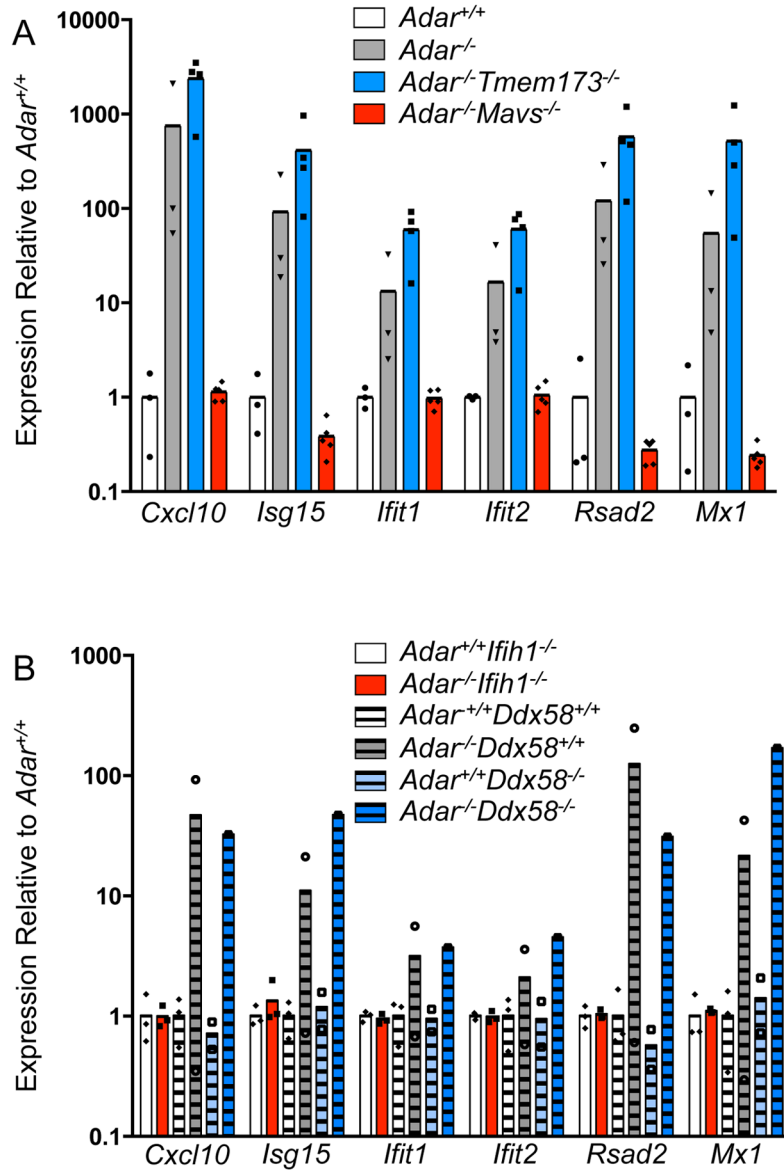 A
Adar+/+
Adar-/-
Adar-/-Tmem173-/-
Adar-/-Mavs-/-
Expression Relative to Adar+/+
10000
1000
100
10
1
0.1
Cxcl10 Isg15 Ifit1 Ifit2 Rsad2 Mx1
B
Adar+/+Ifih1-/-
Adar-/-Ifih1-/-
Adar+/+Ddx58+/+
Adar-/-Ddx58+/+
Adar+/+Ddx58-/-
Adar-/-Ddx58-/-
Expression Relative to Adar+/+
1000
100
10
1
0.1
Cxcl10 Isg15 Ifit1 Ifit2 Rsad2 Mx1